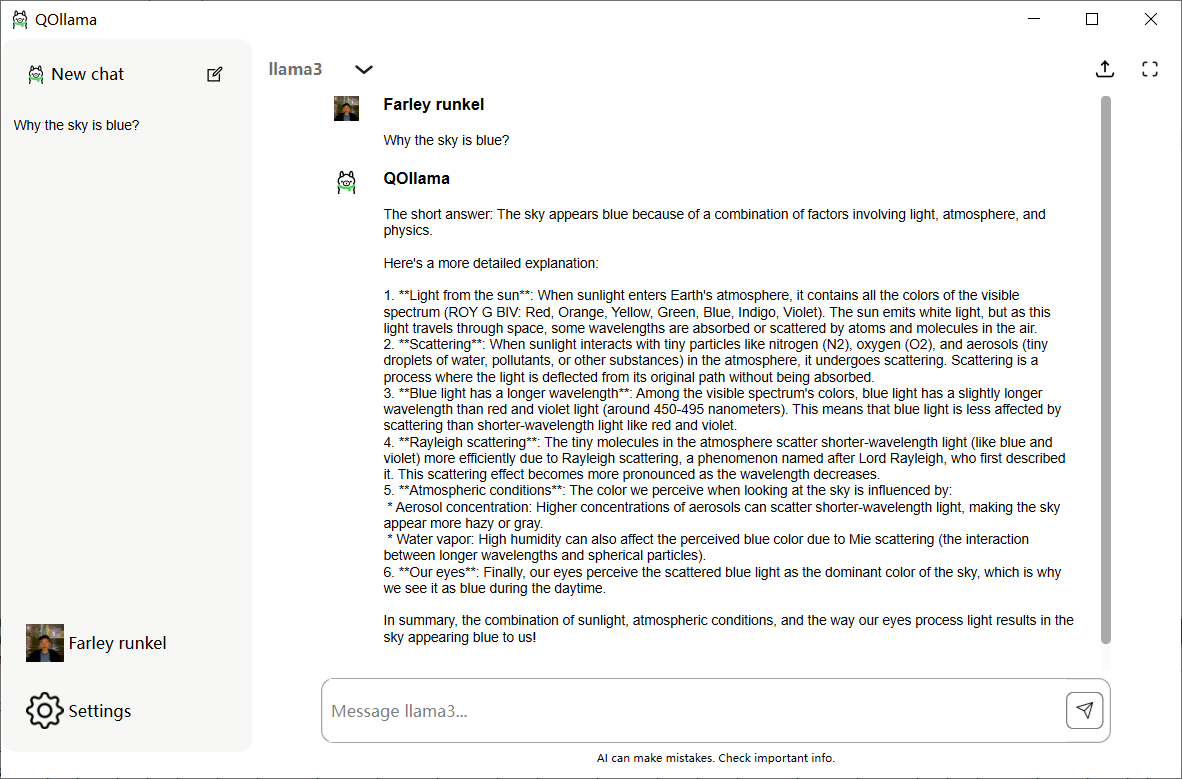 QOllama
New chat
Why the sky is blue?
Farley runkel
Settings
llama3
Farley runkel
Why the sky is blue?
QOllama
The short answer: The sky appears blue because of a combination of factors involving light, atmosphere, and
physics.
Here's a more detailed explanation:
1. **Light from the sun**: When sunlight enters Earth's atmosphere, it contains all the colors of the visible
spectrum (ROY G BIV: Red, Orange, Yellow, Green, Blue, Indigo, Violet). The sun emits white light, but as this
light travels through space, some wavelengths are absorbed or scattered by atoms and molecules in the air.
2. **Scattering**: When sunlight interacts with tiny particles like nitrogen (N2), oxygen (O2), and aerosols (tiny
droplets of water, pollutants, or other substances) in the atmosphere, it undergoes scattering. Scattering is a
process where the light is deflected from its original path without being absorbed.
3. **Blue light has a longer wavelength**: Among the visible spectrum's colors, blue light has a slightly longer
wavelength than red and violet light (around 450-495 nanometers). This means that blue light is less affected by
scattering than shorter-wavelength light like red and violet.
4. **Rayleigh scattering**: The tiny molecules in the atmosphere scatter shorter-wavelength light (like blue and
violet) more efficiently due to Rayleigh scattering, a phenomenon named after Lord Rayleigh, who first described
it. This scattering effect becomes more pronounced as the wavelength decreases.
5. **Atmospheric conditions**: The color we perceive when looking at the sky is influenced by:
* Aerosol concentration: Higher concentrations of aerosols can scatter shorter-wavelength light, making the sky
appear more hazy or gray.
* Water vapor: High humidity can also affect the perceived blue color due to Mie scattering (the interaction
between longer wavelengths and spherical particles).
6. **Our eyes**: Finally, our eyes perceive the scattered blue light as the dominant color of the sky, which is why
we see it as blue during the daytime.
In summary, the combination of sunlight, atmospheric conditions, and the way our eyes process light results in the
sky appearing blue to us!
Message llama3...
AI can make mistakes. Check important info.